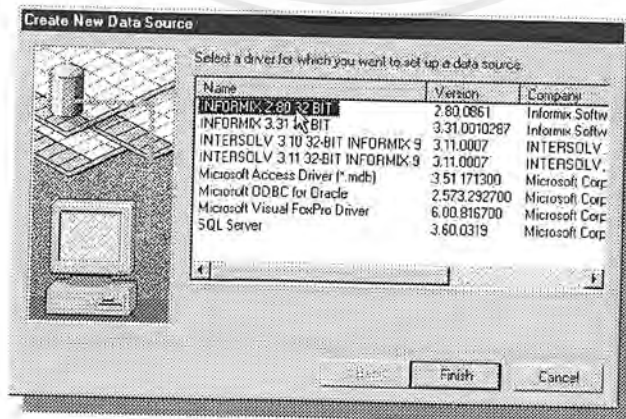 Create New Data Source
Select a driver for which you want to set up a data source.
Name Version Company
INFORMIX 2.80 32 BIT 2.80.0861 Informix Softw
INFORMIX 3.31 BIT 3.31.0010287 Informix Softw
INTERSOLV 3.10 32-BIT INFORMIX 9 3.11.0007 INTERSOLV,
INTERSOLV 3.11 32-BIT INFORMIX 9 3.11.0007 INTERSOLV,
Microsoft Access Driver (*.mdb) 3.51.171300 Microsoft Corp
Microsoft ODBC for Oracle 2.573.292700 Microsoft Corp
Microsoft Visual FoxPro Driver 6.00.816700 Microsoft Corp
SQL Server 3.60.0319 Microsoft Corp
< Back Finish Cancel